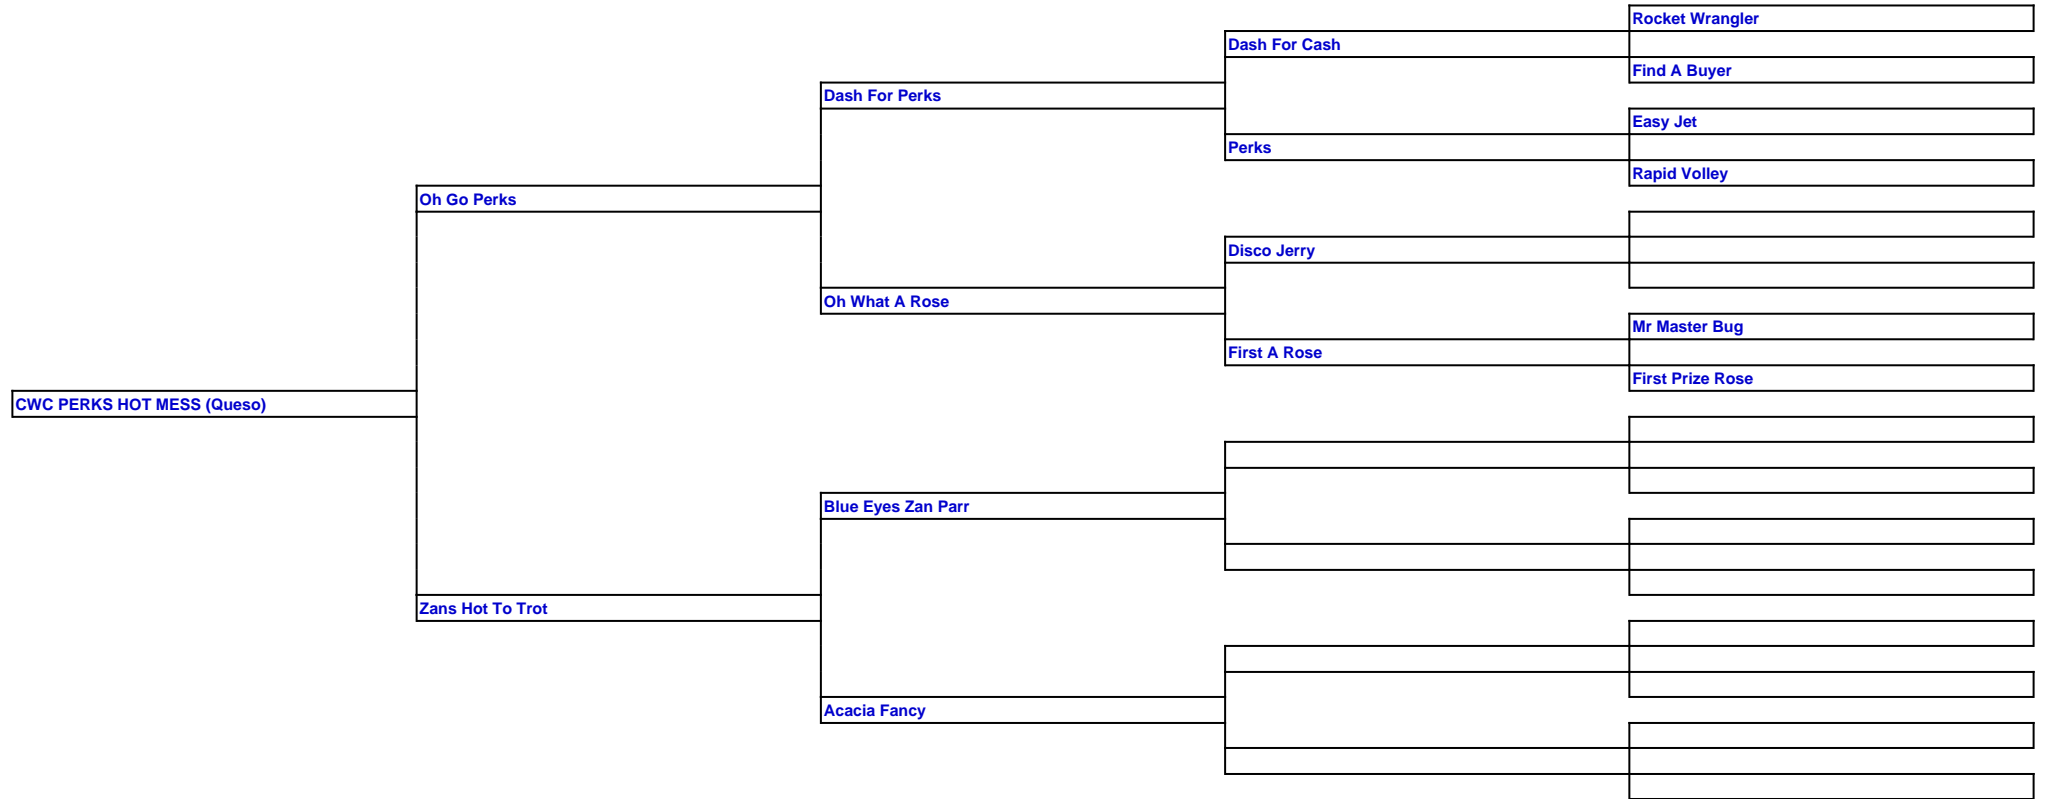 Rocket Wrangler
Dash For Cash
Find A Buyer
Dash For Perks
Easy Jet
Perks
Rapid Volley
Oh Go Perks
Disco Jerry
Oh What A Rose
Mr Master Bug
First A Rose
First Prize Rose
CWC PERKS HOT MESS (Queso)
Blue Eyes Zan Parr
Zans Hot To Trot
Acacia Fancy